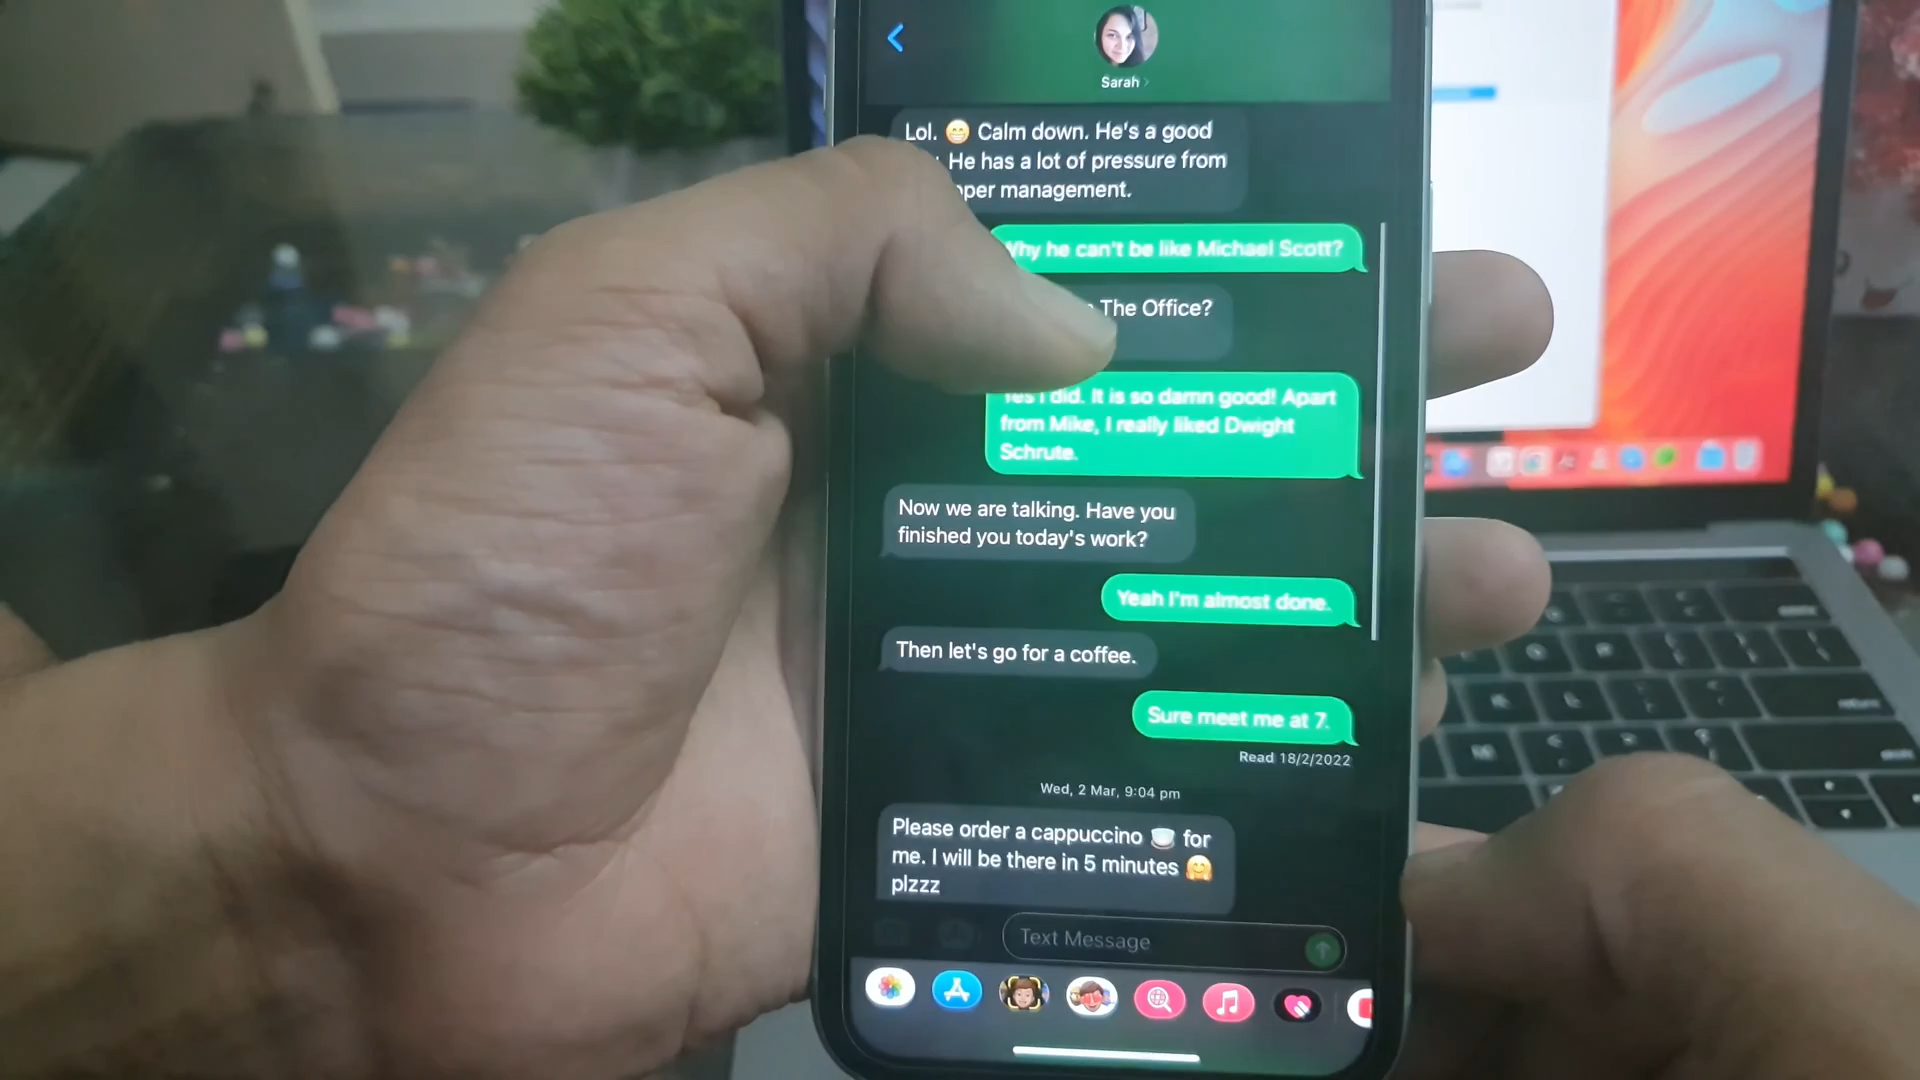 Sarah
Lol. 😁 Calm down. He's a good
He has a lot of pressure from
management.
Why he can't be like Michael Scott?
The Office?
Yes I did. It is so damn good! Apart
from Mike, I really liked Dwight
Schrute.
Now we are talking. Have you
finished you today's work?
Yeah I'm almost done.
Then let's go for a coffee.
Sure meet me at 7.
Read 18/2/2022
Wed, 2 Mar, 9:04 pm
Please order a cappuccino ☕ for
me. I will be there in 5 minutes 🤗
plzzz
Text Message